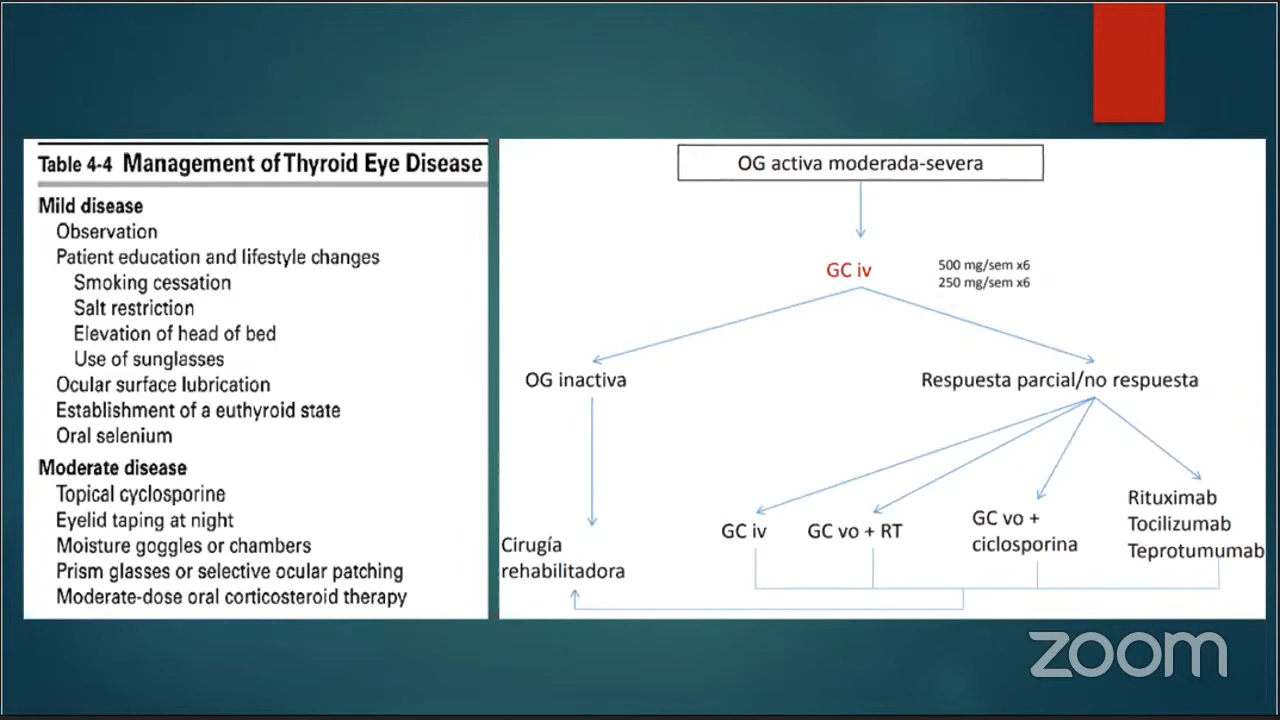 Table 4-4 Management of Thyroid Eye Disease
Mild disease
Observation
Patient education and lifestyle changes
Smoking cessation
Salt restriction
Elevation of head of bed
Use of sunglasses
Ocular surface lubrication
Establishment of a euthyroid state
Oral selenium
Moderate disease
Topical cyclosporine
Eyelid taping at night
Moisture goggles or chambers
Prism glasses or selective ocular patching
Moderate-dose oral corticosteroid therapy
OG activa moderada-severa
GC iv
500 mg/sem x6
250 mg/sem x6
OG inactiva
Respuesta parcial/no respuesta
Cirugía
rehabilitadora
GC iv
GC vo + RT
GC vo +
ciclosporina
Rituximab
Tocilizumab
Teprotumumab
zoom